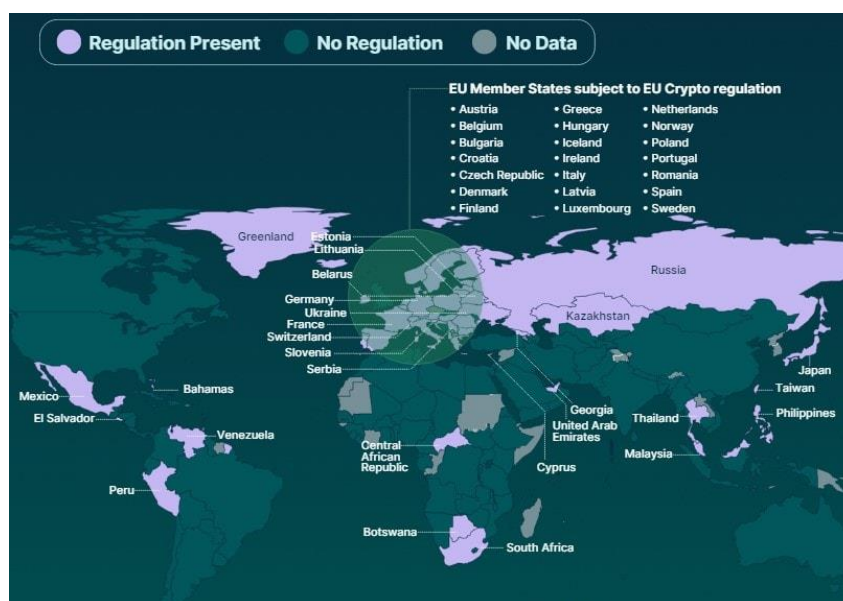 Regulation Present
No Regulation
No Data
EU Member States subject to EU Crypto regulation
• Austria
• Belgium
• Bulgaria
• Croatia
• Czech Republic
• Denmark
• Finland
• Greece
• Hungary
• Iceland
• Ireland
• Italy
• Latvia
• Luxembourg
• Netherlands
• Norway
• Poland
• Portugal
• Romania
• Spain
• Sweden
Greenland
Estonia
Lithuania
Belarus
Germany
Ukraine
France
Switzerland
Slovenia
Serbia
Russia
Kazakhstan
Japan
Taiwan
Philippines
Thailand
Malaysia
Georgia
United Arab
Emirates
Cyprus
Mexico
Bahamas
El Salvador
Venezuela
Peru
Central
African
Republic
Botswana
South Africa